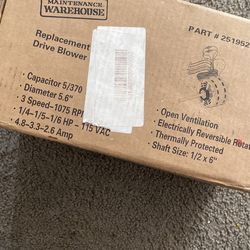 MAINTENANCE
WAREHOUSE
PART # 251952
Replacement
Drive Blower
• Capacitor 5/370
• Diameter 5.6"
• 3 Speed–1075 RPM
• 1/4–1/5–1/6 HP – 115 VAC
• 4.8–3.3–2.6 Amp
• Open Ventilation
• Electrically Reversible Rotat
• Thermally Protected
• Shaft Size: 1/2 x 6"